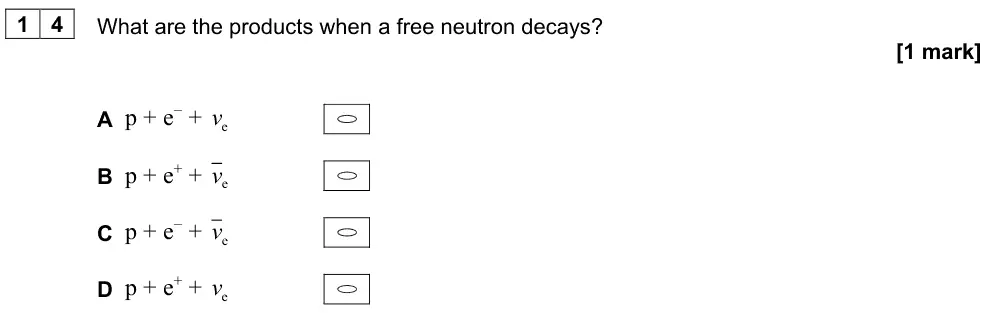 1 4 What are the products when a free neutron decays?
[1 mark]
A p + e⁻ + νₑ
B p + e⁺ + ν̅ₑ
C p + e⁻ + ν̅ₑ
D p + e⁺ + νₑ